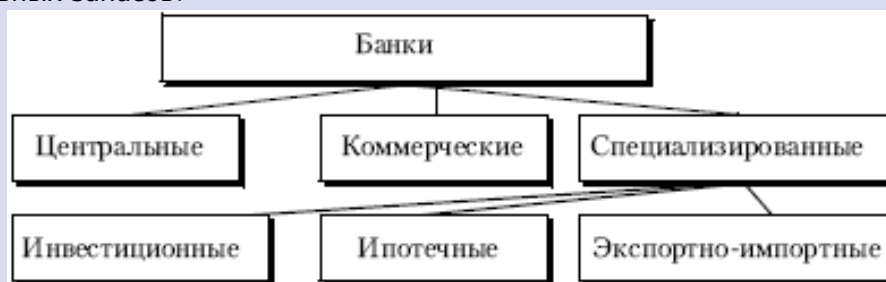 Банки
Центральные Коммерческие Специализированные
Инвестиционные Ипотечные Экспортно-импортные